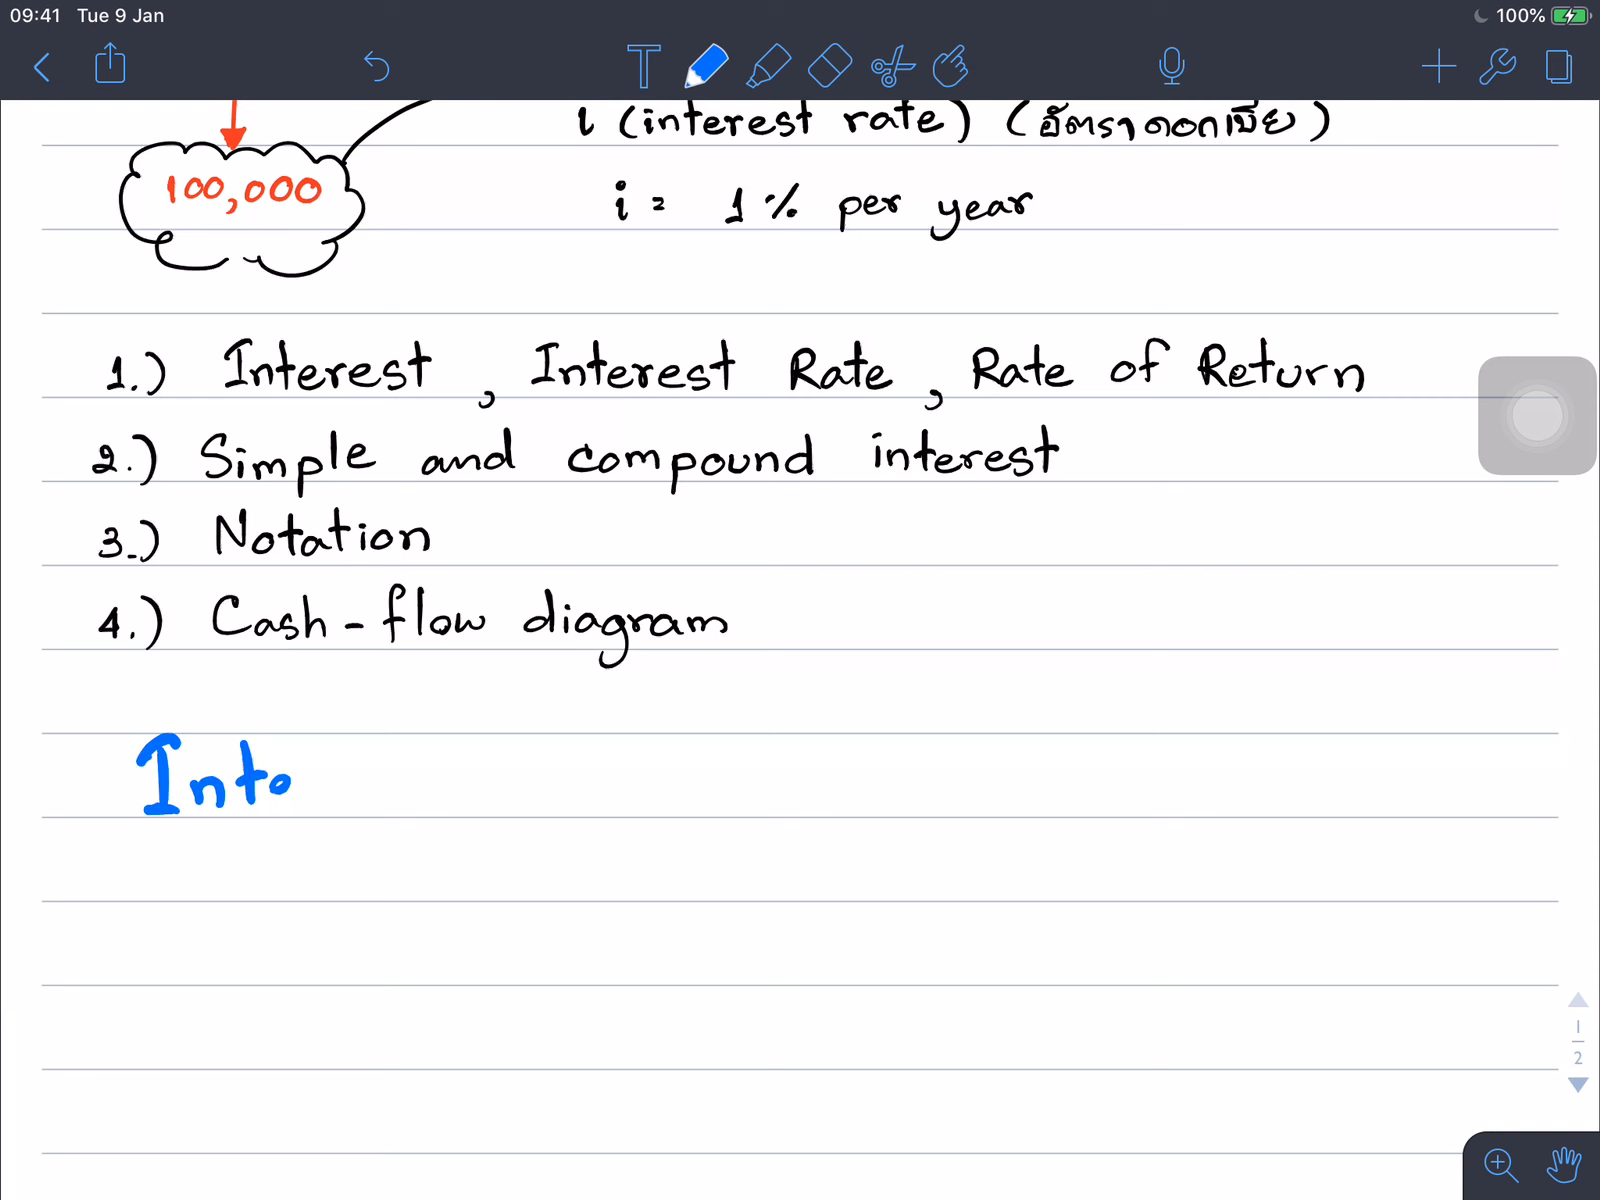 09:41 Tue 9 Jan
100%
i (interest rate) (อัตราดอกเบี้ย)
100,000
i = 1 % per year
1.) Interest, Interest Rate, Rate of Return
2.) Simple and compound interest
3.) Notation
4.) Cash-flow diagram
Inte
1
2